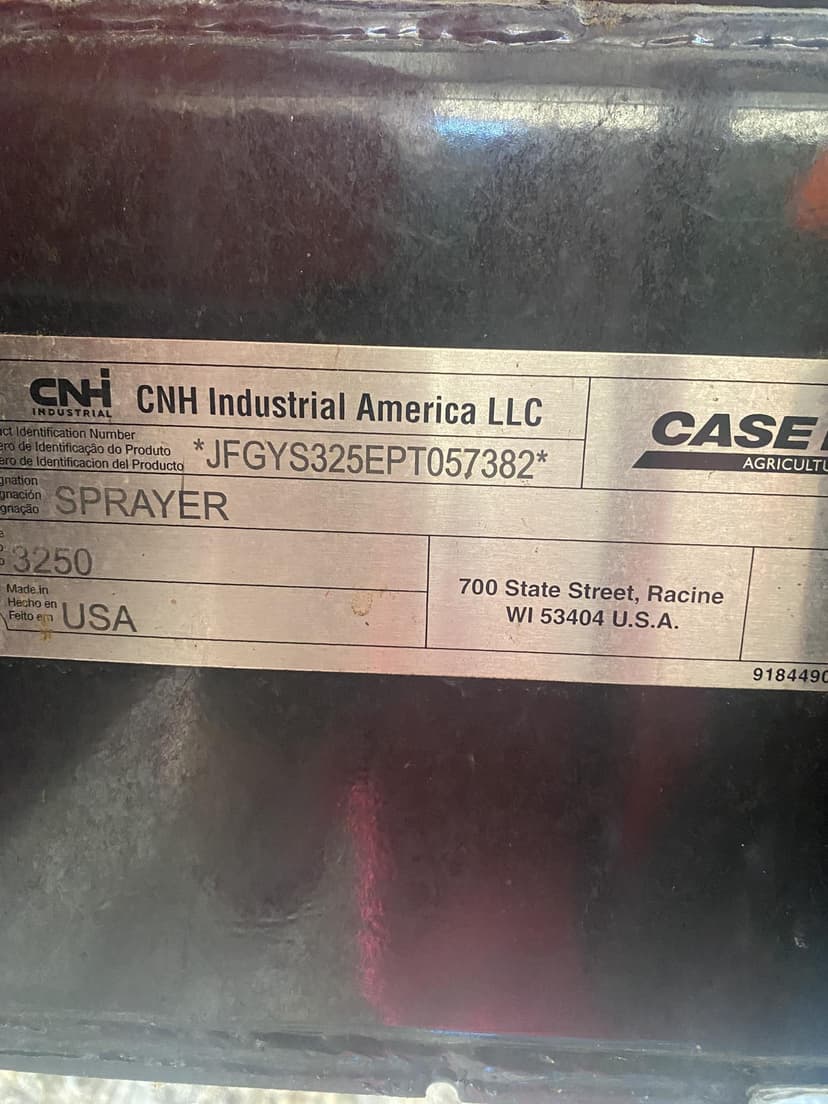 CNH INDUSTRIAL
CNH Industrial America LLC
CASE
AGRICULTU
ct Identification Number
ero de Identificação do Produto
ero de Identificacion del Producto
*JFGYS325EPT057382*
gnation
gnación
gnação
SPRAYER
3250
Made in
Hecho en
Feito em
USA
700 State Street, Racine
WI 53404 U.S.A.
9184490